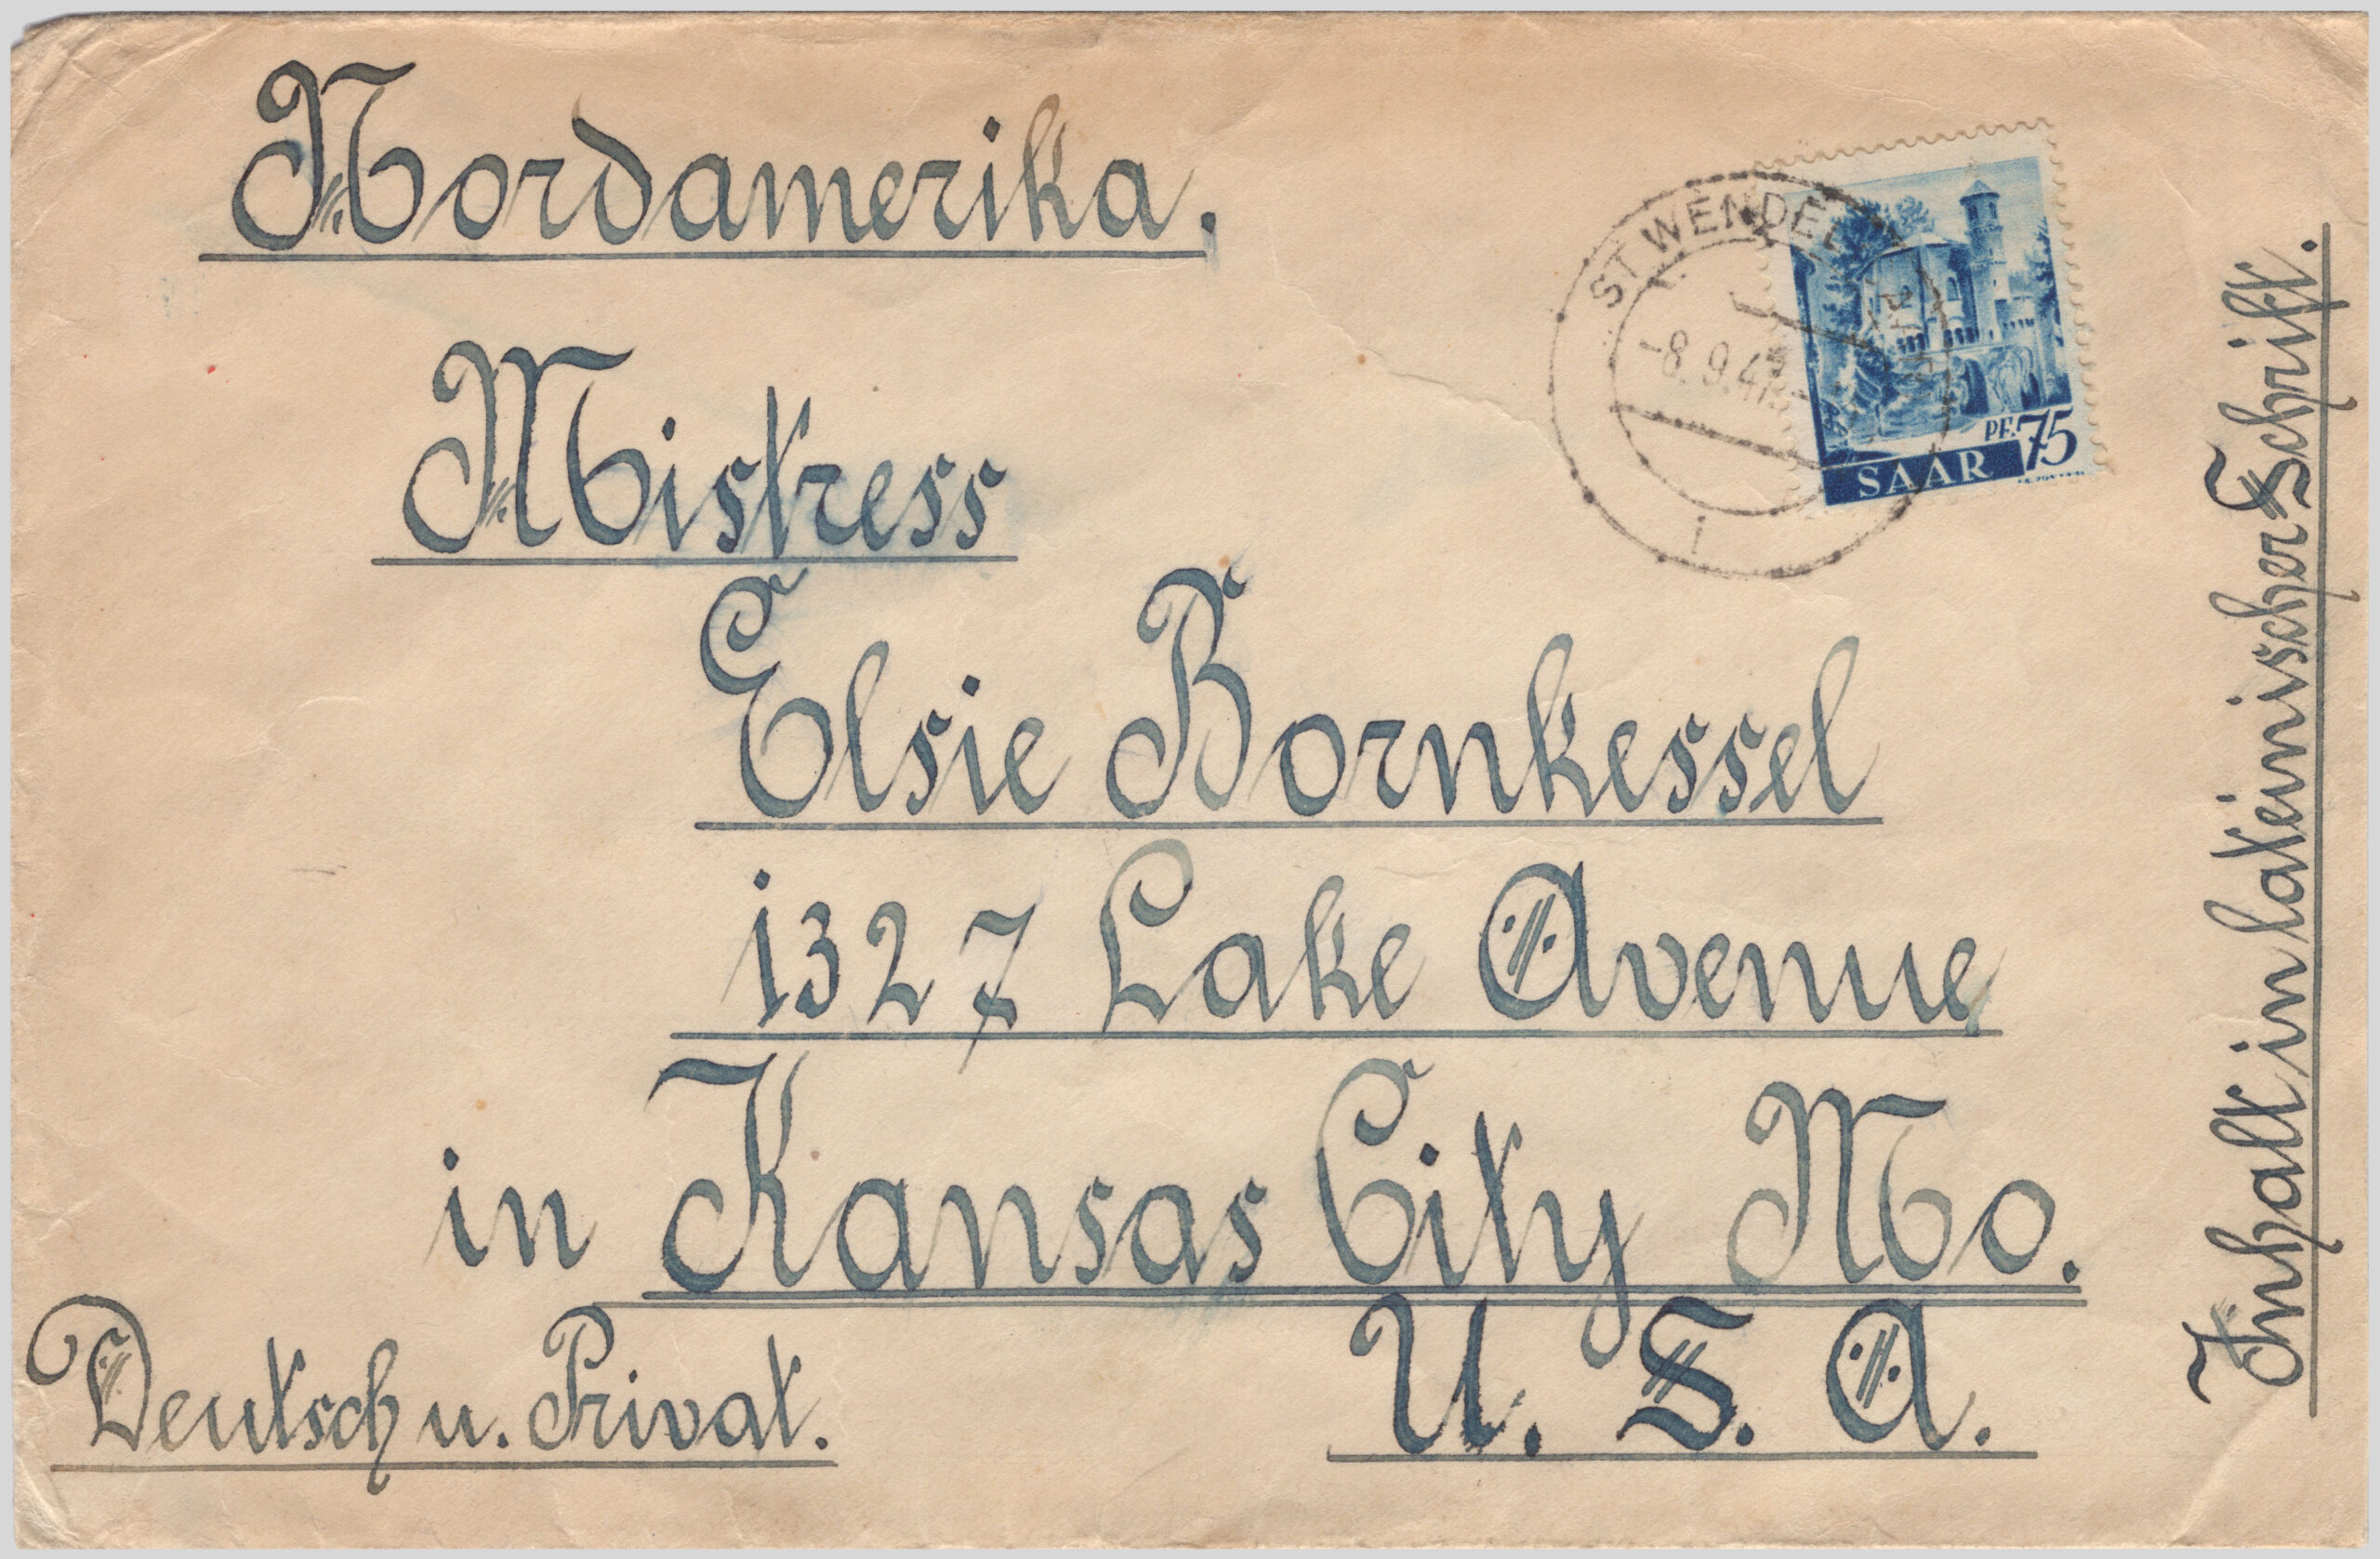 Nordamerika.
Mistress
Elsie Bornkessel
1327 Lake Avenue
in Kansas City Mo.
U. S. A.
Deutsch u. Privat.
Inhalt in lateinischer Schrift.
ST WENDEL
-8.9.47
i
PF. 75
SAAR